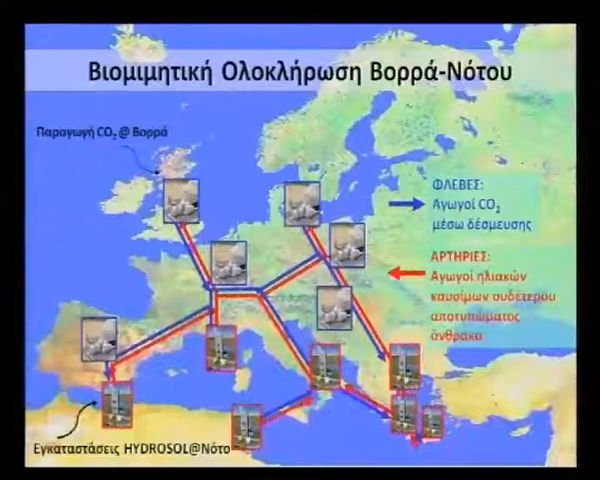 Βιομιμητική Ολοκλήρωση Βορρά-Νότου
Παραγωγή CO₂ @ Βορρά
ΦΛΕΒΕΣ:
Αγωγοί CO₂
μέσω δέσμευσης
ΑΡΤΗΡΙΕΣ:
Αγωγοί ηλιακών
καυσίμων ουδέτερου
αποτυπώματος
άνθρακα
Εγκαταστάσεις HYDROSOL@Νότο